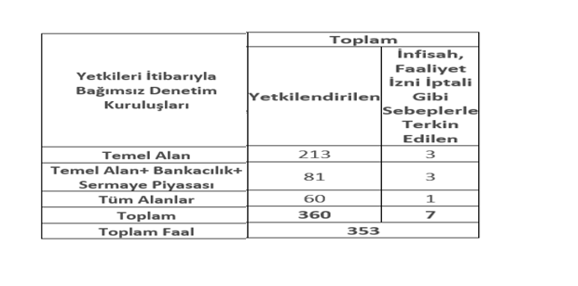 Toplam
Yetkileri İtibarıyla
Bağımsız Denetim
Kuruluşları
Yetkilendirilen
İnfisah,
Faaliyet
İzni İptali
Gibi
Sebeplerle
Terkin
Edilen
Temel Alan 213 3
Temel Alan+ Bankacılık+
Sermaye Piyasası 81 3
Tüm Alanlar 60 1
Toplam 360 7
Toplam Faal 353